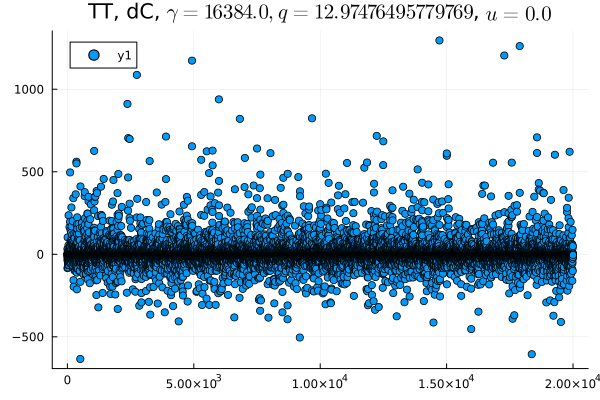 TT, dC, γ = 16384.0, q = 12.97476495779769, u = 0.0
y1
1000
500
0
−500
0 5.00×10³ 1.00×10⁴ 1.50×10⁴ 2.00×10⁴